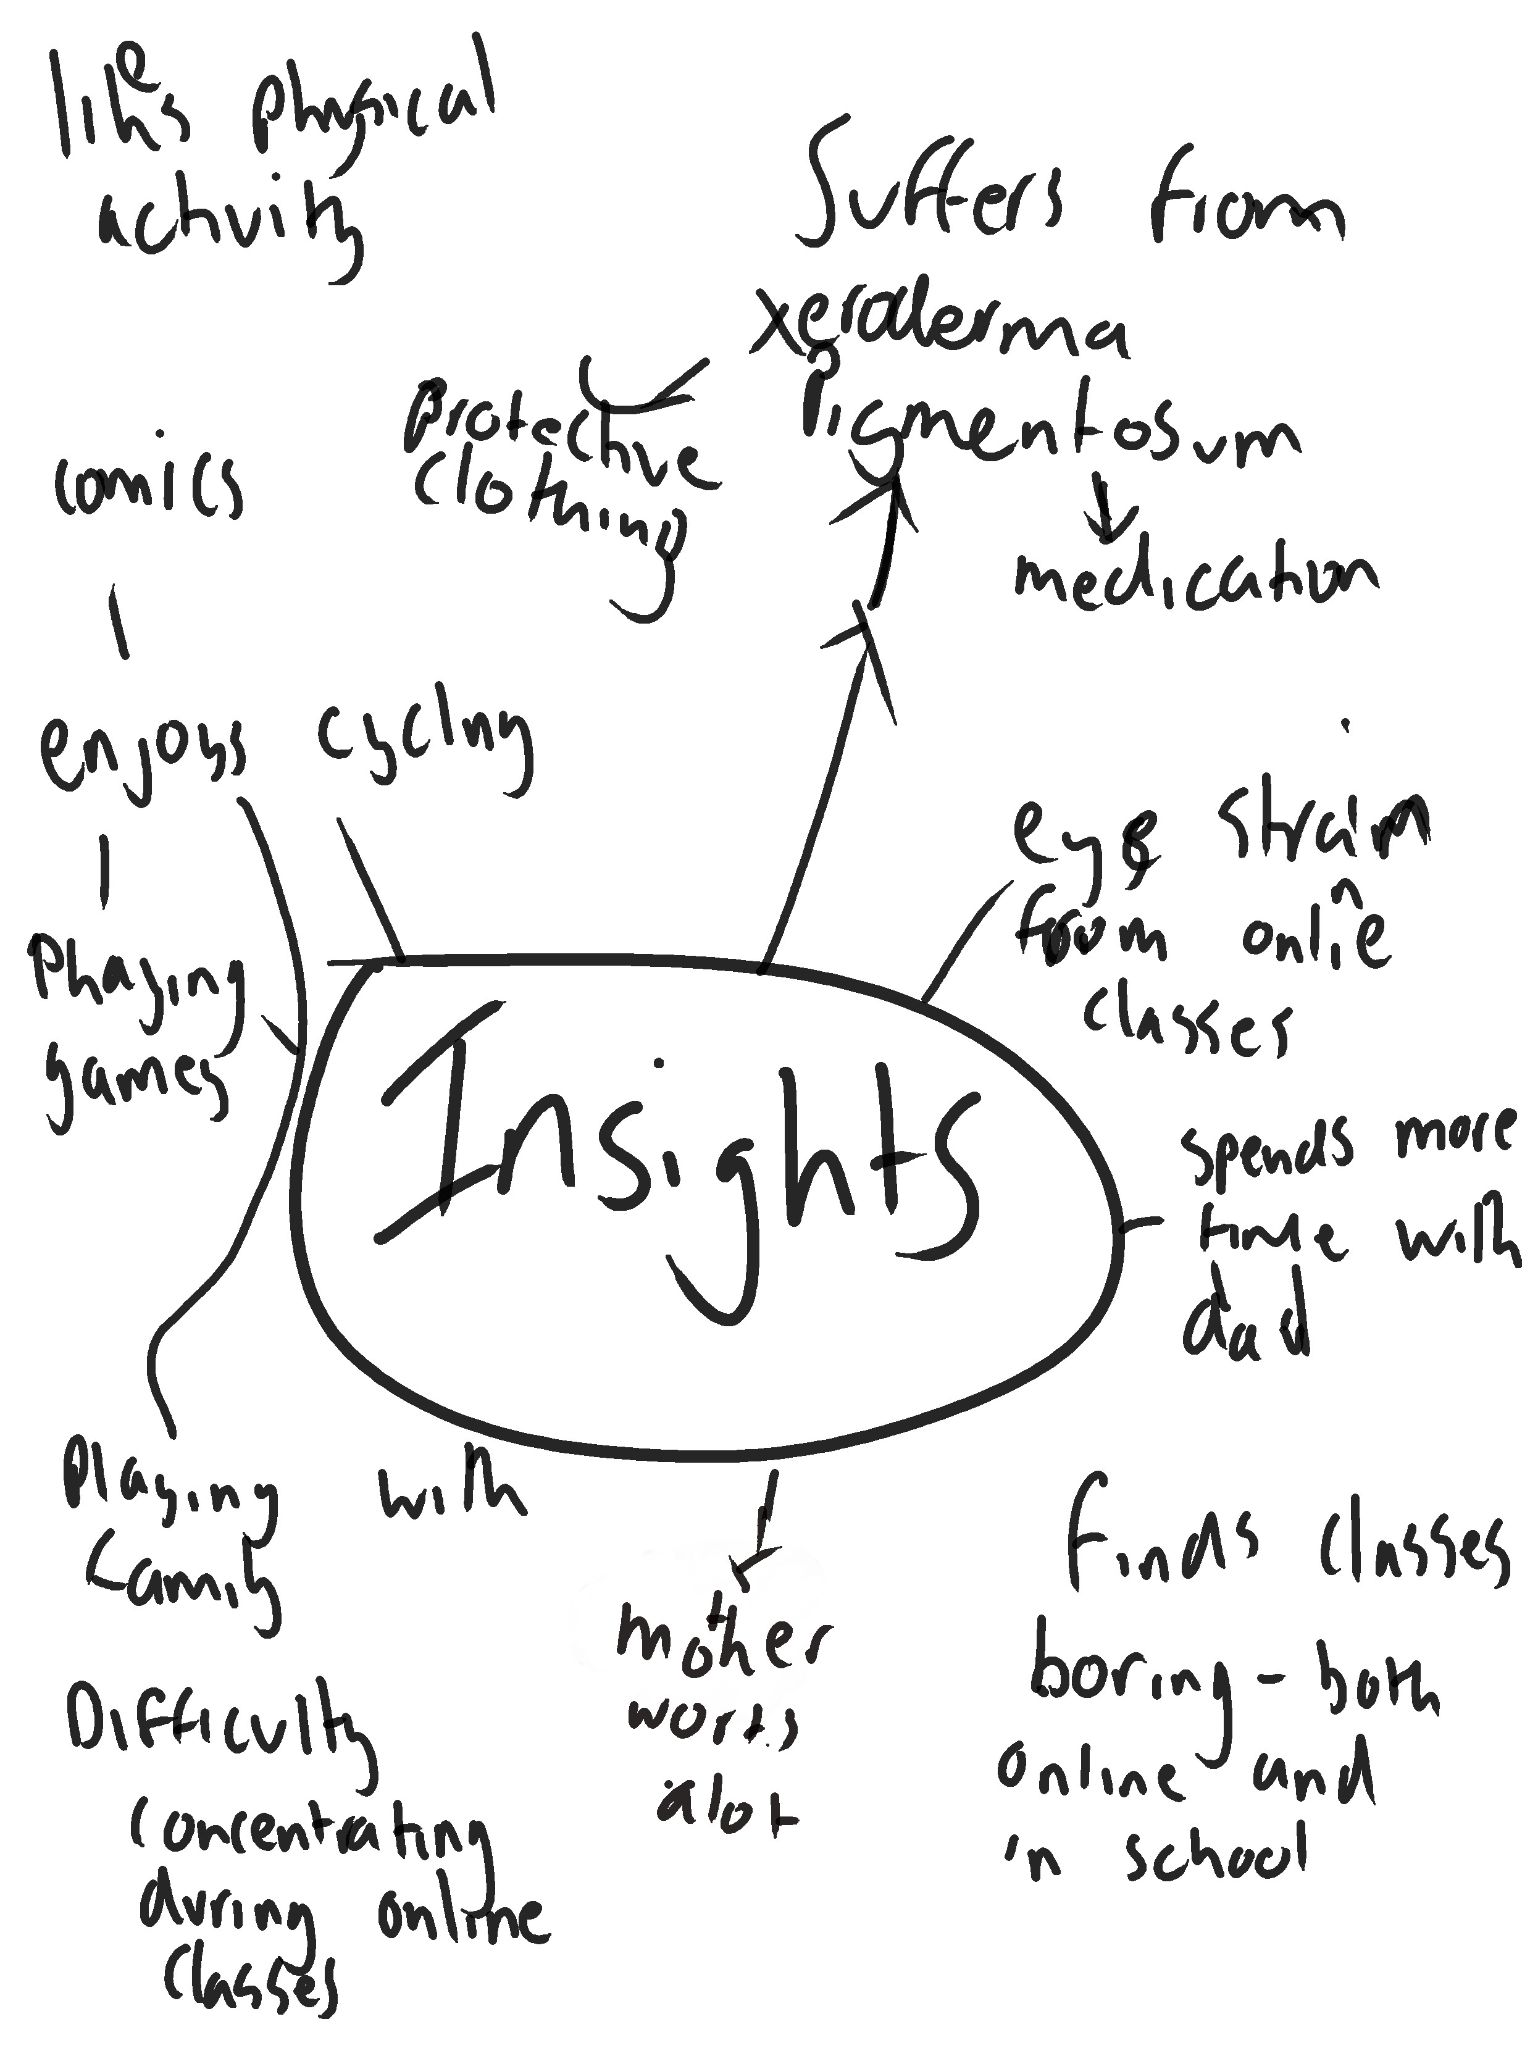 likes physical
activity
Suffers from
xeroderma
pigmentosum
medication
protective
clothing
comics
enjoys cycling
Phaying
games
Insights
eye strain
from online
classes
spends more
time with
dad
Playing with
family
mother
works
alot
Finds classes
boring - both
online and
in school
Difficulty
concentrating
during online
classes